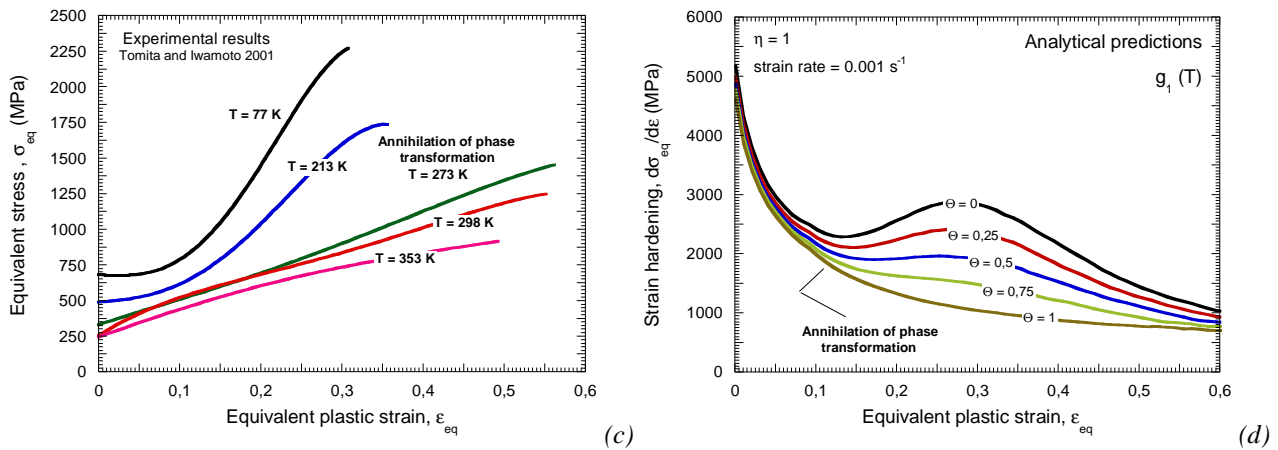 2500
2250
2000
1750
1500
1250
1000
750
500
250
0
Equivalent stress , σeq (MPa)
Experimental results
Tomita and Iwamoto 2001
T = 77 K
T = 213 K
Annihilation of phase
transformation
T = 273 K
T = 298 K
T = 353 K
0 0,1 0,2 0,3 0,4 0,5 0,6
Equivalent plastic strain, εeq
(c)
6000
5000
4000
3000
2000
1000
0
Strain hardening, dσeq/dε (MPa)
η = 1
strain rate = 0.001 s-1
Analytical predictions
g1 (T)
Θ = 0
Θ = 0,25
Θ = 0,5
Θ = 0,75
Θ = 1
Annihilation of phase
transformation
0 0,1 0,2 0,3 0,4 0,5 0,6
Equivalent plastic strain, εeq
(d)